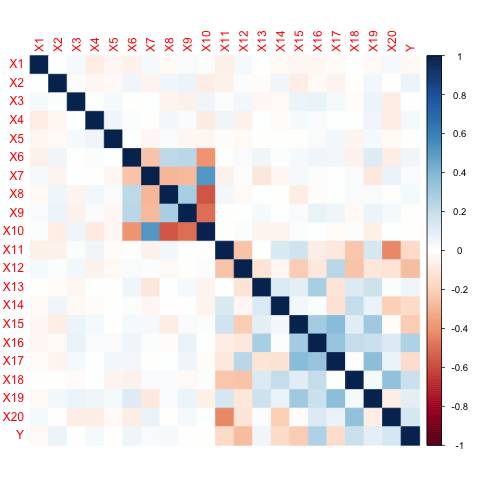 X1 X2 X3 X4 X5 X6 X7 X8 X9 X10 X11 X12 X13 X14 X15 X16 X17 X18 X19 X20 Y
X1
X2
X3
X4
X5
X6
X7
X8
X9
X10
X11
X12
X13
X14
X15
X16
X17
X18
X19
X20
Y
1
0.8
0.6
0.4
0.2
0
-0.2
-0.4
-0.6
-0.8
-1